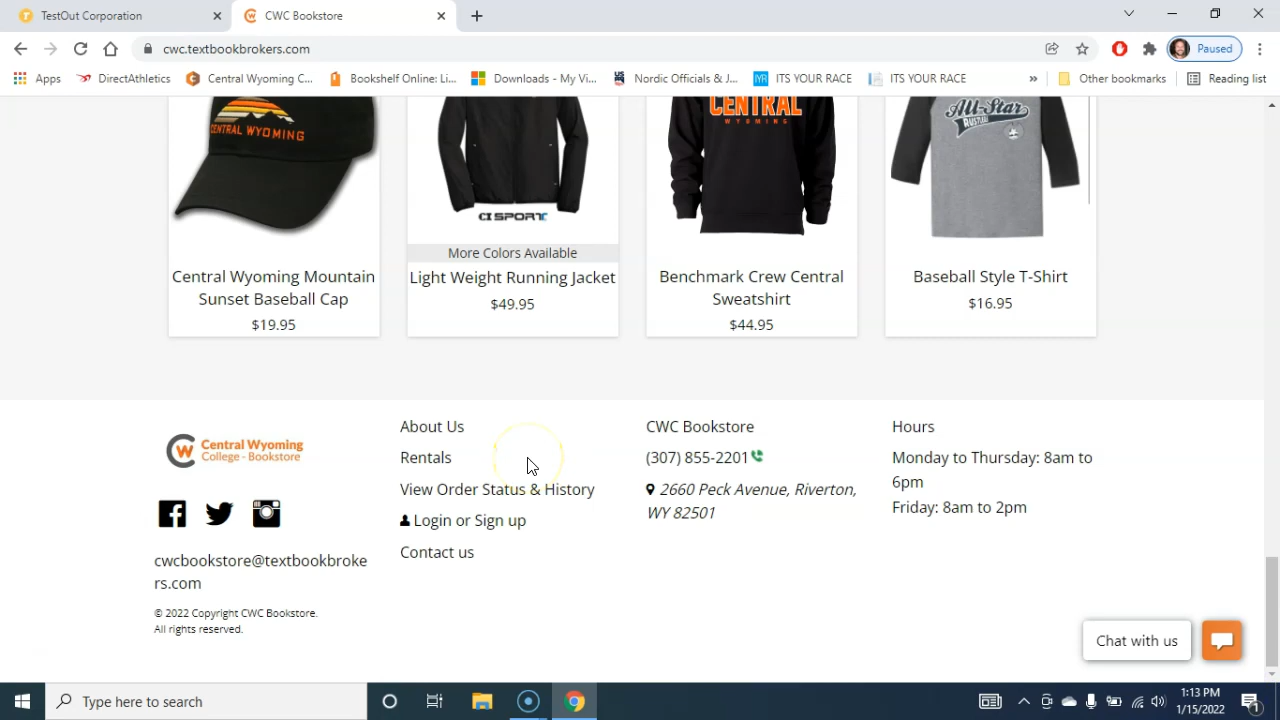 TestOut Corporation
CWC Bookstore
cwc.textbookbrokers.com
Paused
Apps
DirectAthletics
Central Wyoming C...
Bookshelf Online: Li...
Downloads - My Vi...
Nordic Officials & J...
ITS YOUR RACE
ITS YOUR RACE
»
Other bookmarks
Reading list
CENTRAL WYOMING
CI SPORT
CENTRAL
WYOMING
All-Star
RUSTLERS
More Colors Available
Central Wyoming Mountain
Sunset Baseball Cap
$19.95
Light Weight Running Jacket
$49.95
Benchmark Crew Central
Sweatshirt
$44.95
Baseball Style T-Shirt
$16.95
Central Wyoming
College - Bookstore
cwcbookstore@textbookbroke
rs.com
© 2022 Copyright CWC Bookstore.
All rights reserved.
About Us
Rentals
View Order Status & History
Login or Sign up
Contact us
CWC Bookstore
(307) 855-2201
2660 Peck Avenue, Riverton,
WY 82501
Hours
Monday to Thursday: 8am to
6pm
Friday: 8am to 2pm
Chat with us
Type here to search
1:13 PM
1/15/2022